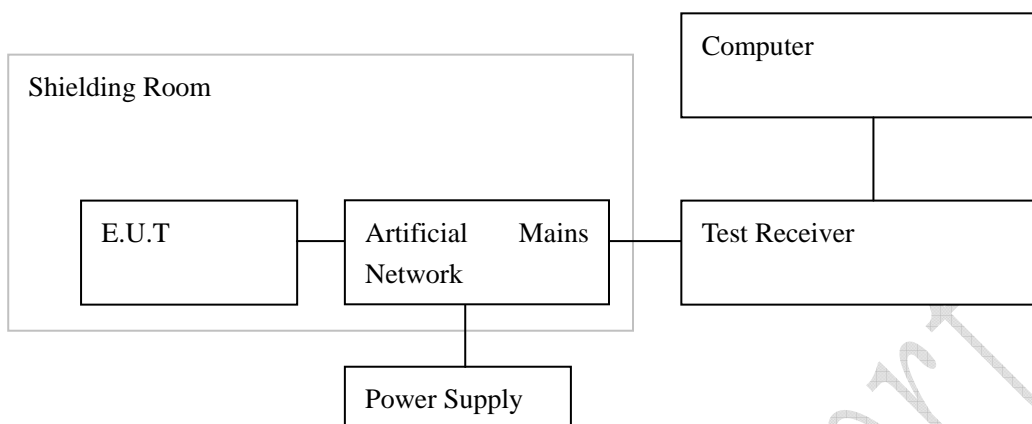 Computer
Shielding Room
E.U.T
Artificial Mains
Network
Test Receiver
Power Supply